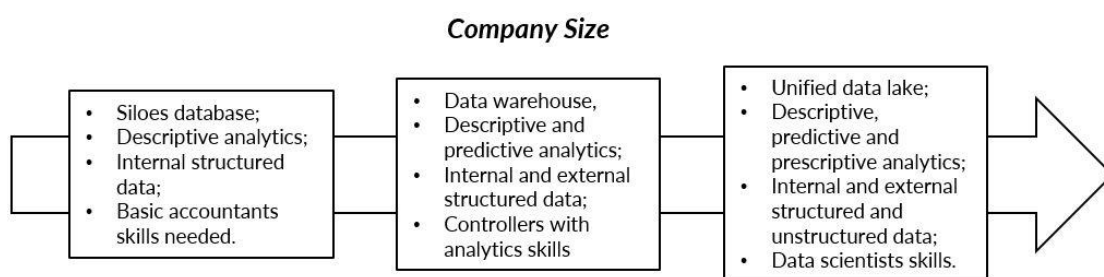 Company Size
• Siloes database;
• Descriptive analytics;
• Internal structured
data;
• Basic accountants
skills needed.
• Data warehouse,
• Descriptive and
predictive analytics;
• Internal and external
structured data;
• Controllers with
analytics skills
• Unified data lake;
• Descriptive,
predictive and
prescriptive analytics;
• Internal and external
structured and
unstructured data;
• Data scientists skills.